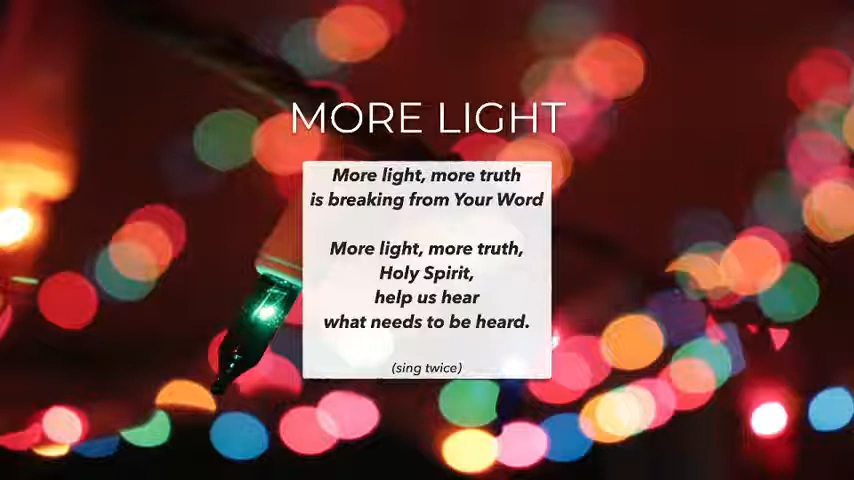 MORE LIGHT
More light, more truth
is breaking from Your Word
More light, more truth,
Holy Spirit,
help us hear
what needs to be heard.
(sing twice)